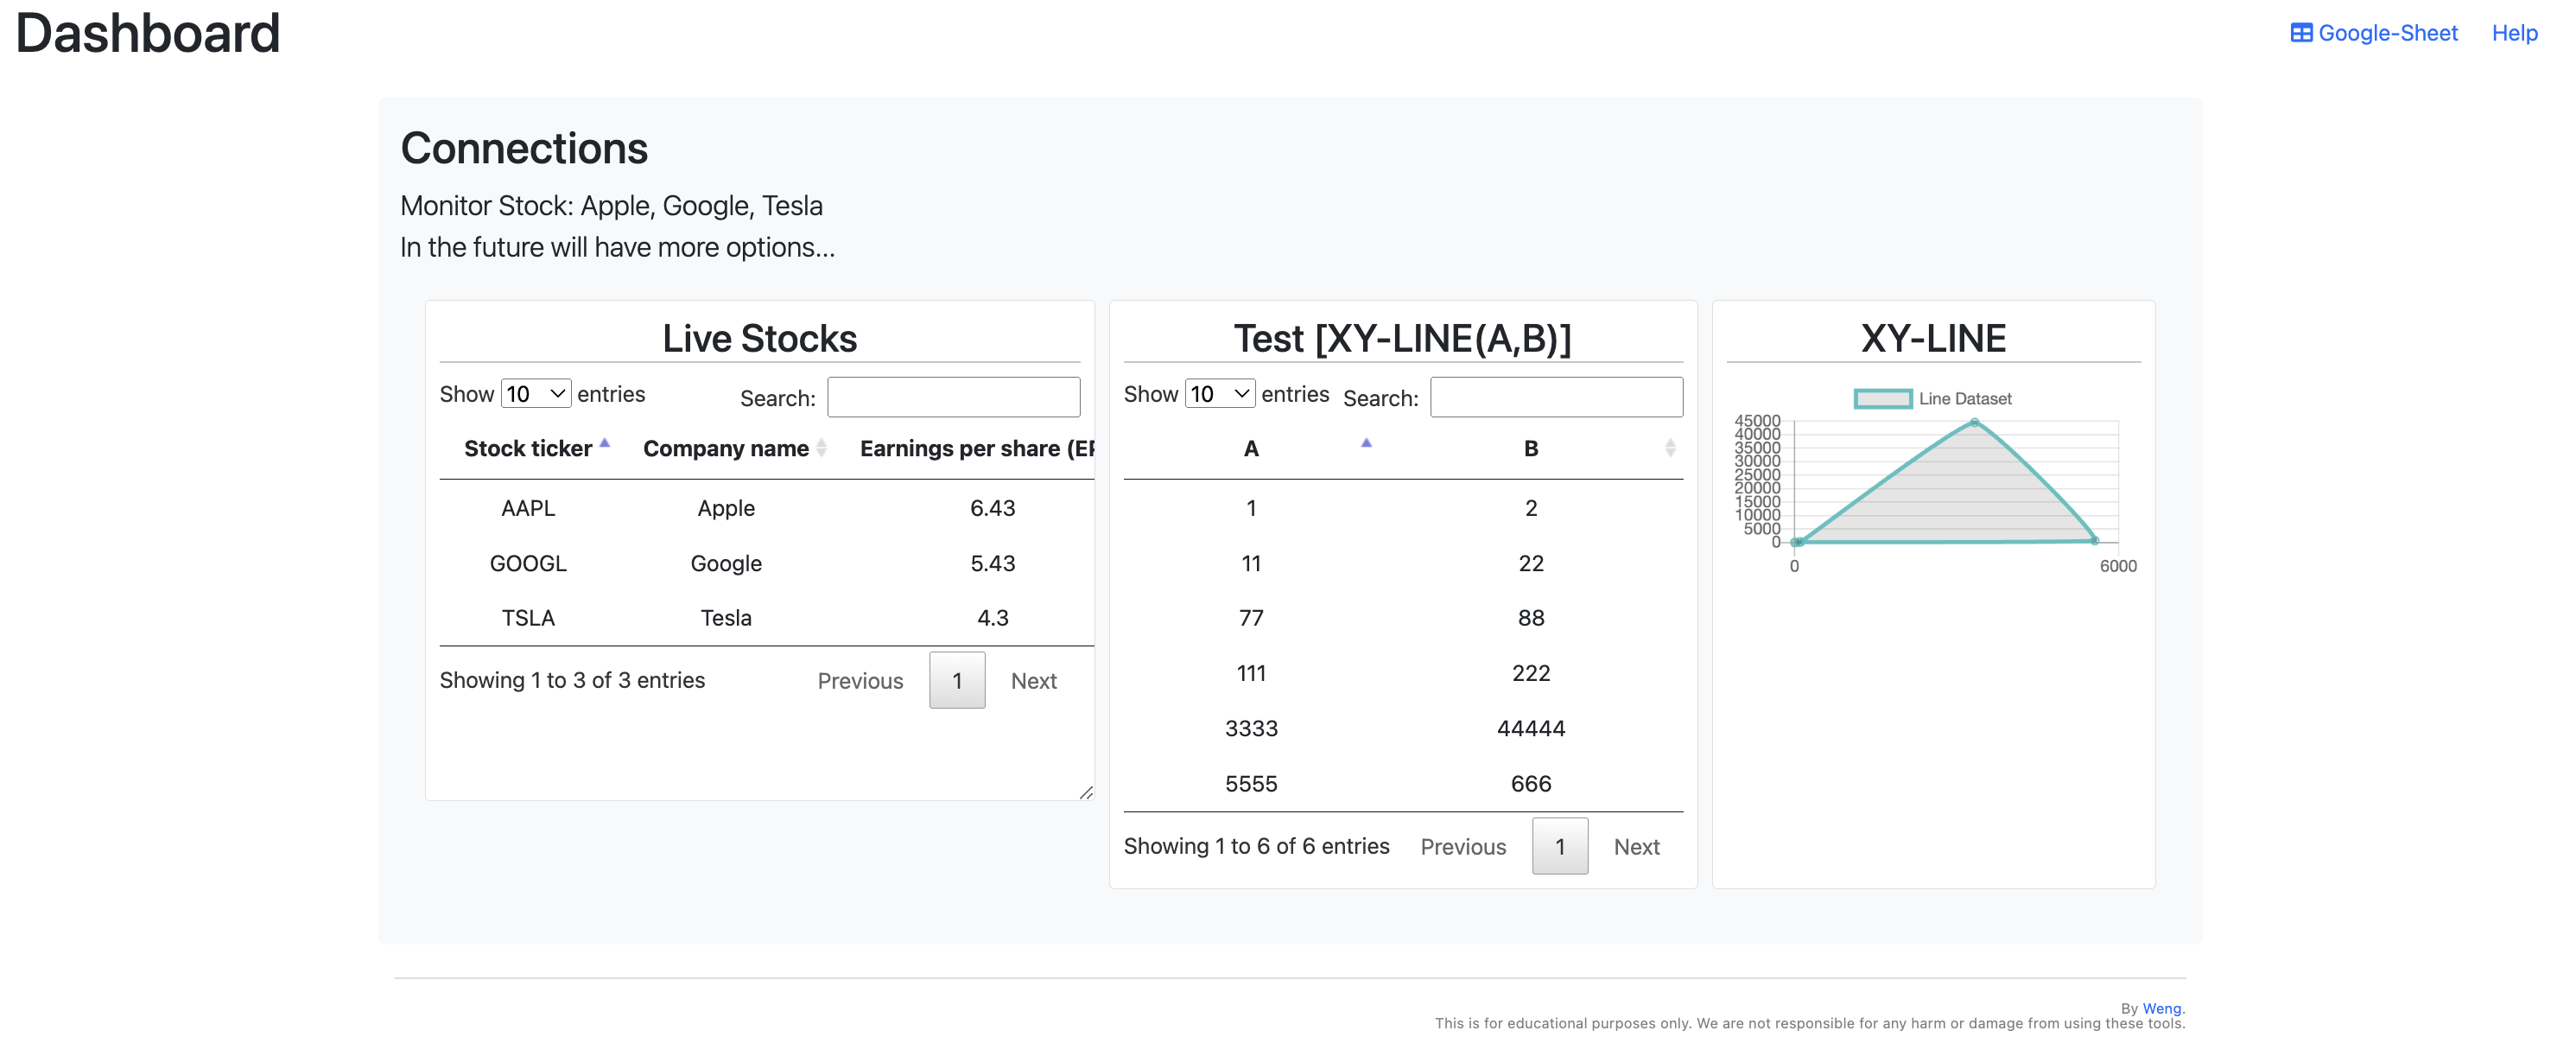 Dashboard
Google-Sheet Help
Connections
Monitor Stock: Apple, Google, Tesla
In the future will have more options...
Live Stocks
Show 10 entries Search:
Stock ticker Company name Earnings per share (EP
AAPL Apple 6.43
GOOGL Google 5.43
TSLA Tesla 4.3
Showing 1 to 3 of 3 entries Previous 1 Next
Test [XY-LINE(A,B)]
Show 10 entries Search:
A B
1 2
11 22
77 88
111 222
3333 44444
5555 666
Showing 1 to 6 of 6 entries Previous 1 Next
XY-LINE
Line Dataset
45000
40000
35000
30000
25000
20000
15000
10000
5000
0
0 6000
By Weng.
This is for educational purposes only. We are not responsible for any harm or damage from using these tools.